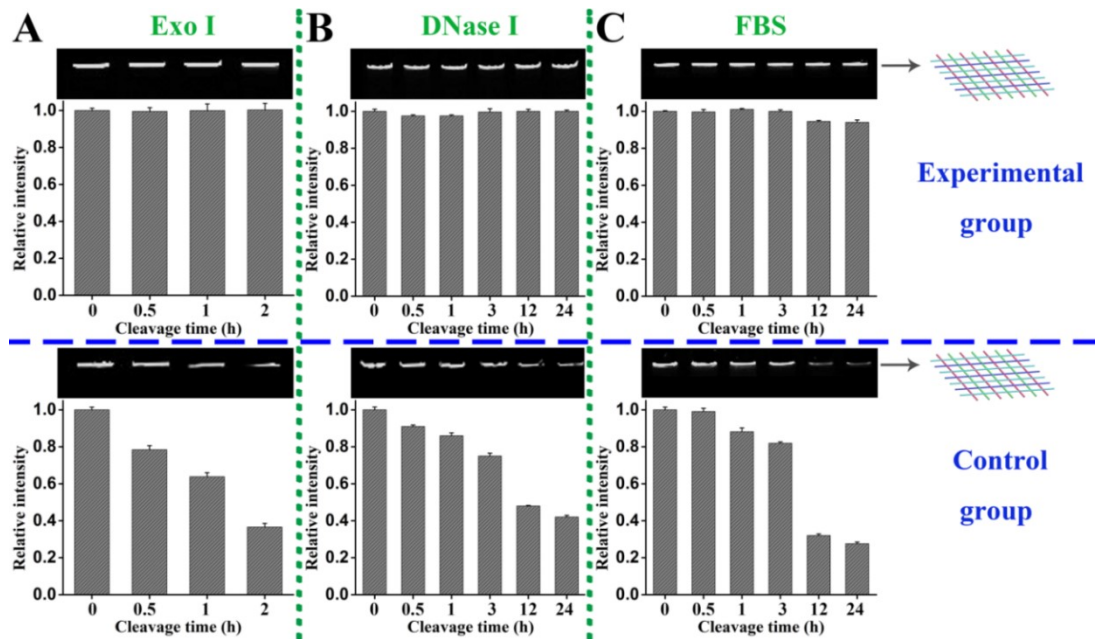 A
Exo I
B
DNase I
C
FBS
Relative intensity
1.0
0.8
0.6
0.4
0.2
0.0
0 0.5 1 2
Cleavage time (h)
Relative intensity
1.0
0.8
0.6
0.4
0.2
0.0
0 0.5 1 3 12 24
Cleavage time (h)
Relative intensity
1.0
0.8
0.6
0.4
0.2
0.0
0 0.5 1 3 12 24
Cleavage time (h)
Experimental
group
Relative intensity
1.0
0.8
0.6
0.4
0.2
0.0
0 0.5 1 2
Cleavage time (h)
Relative intensity
1.0
0.8
0.6
0.4
0.2
0.0
0 0.5 1 3 12 24
Cleavage time (h)
Relative intensity
1.0
0.8
0.6
0.4
0.2
0.0
0 0.5 1 3 12 24
Cleavage time (h)
Control
group